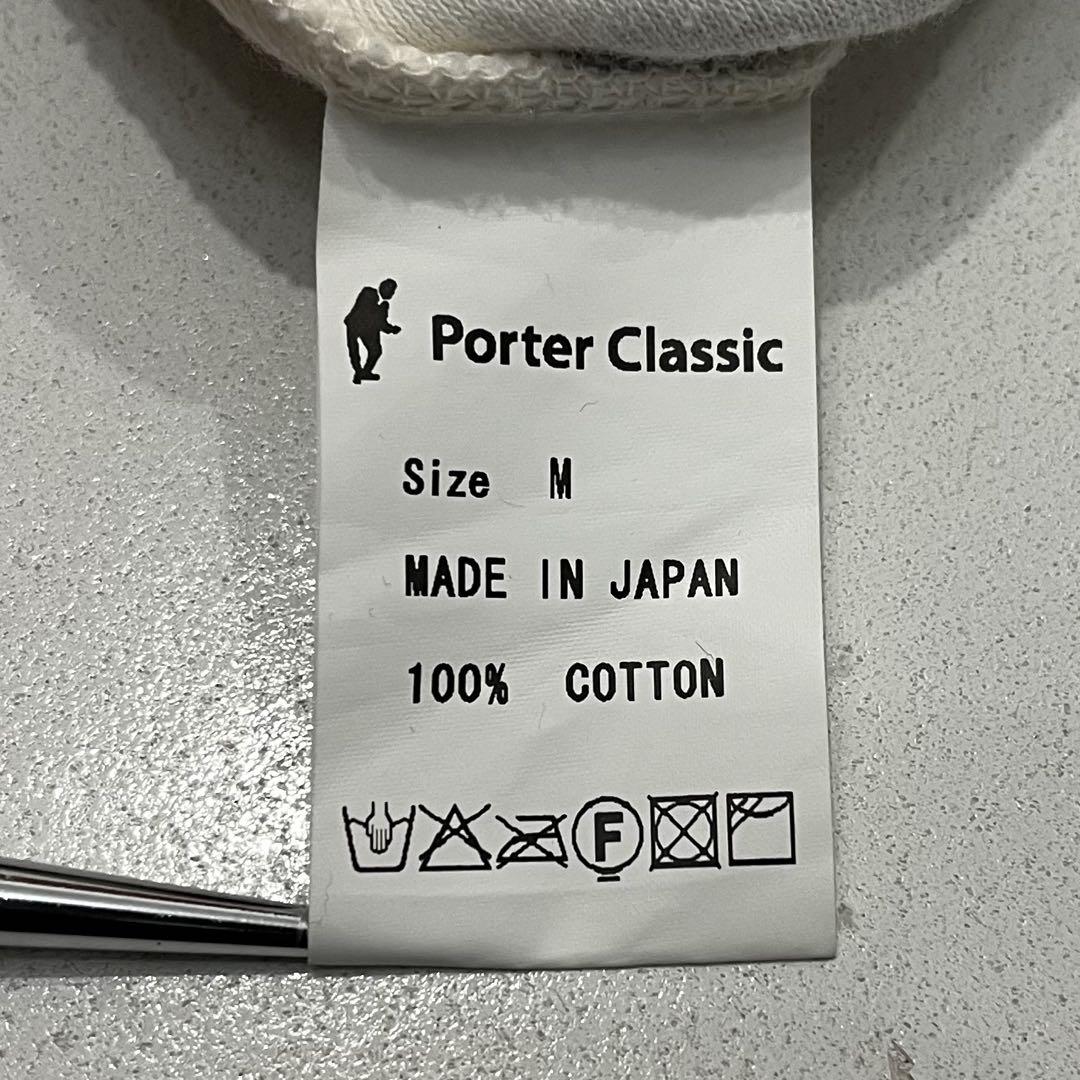 Porter Classic
Size M
MADE IN JAPAN
100% COTTON
F